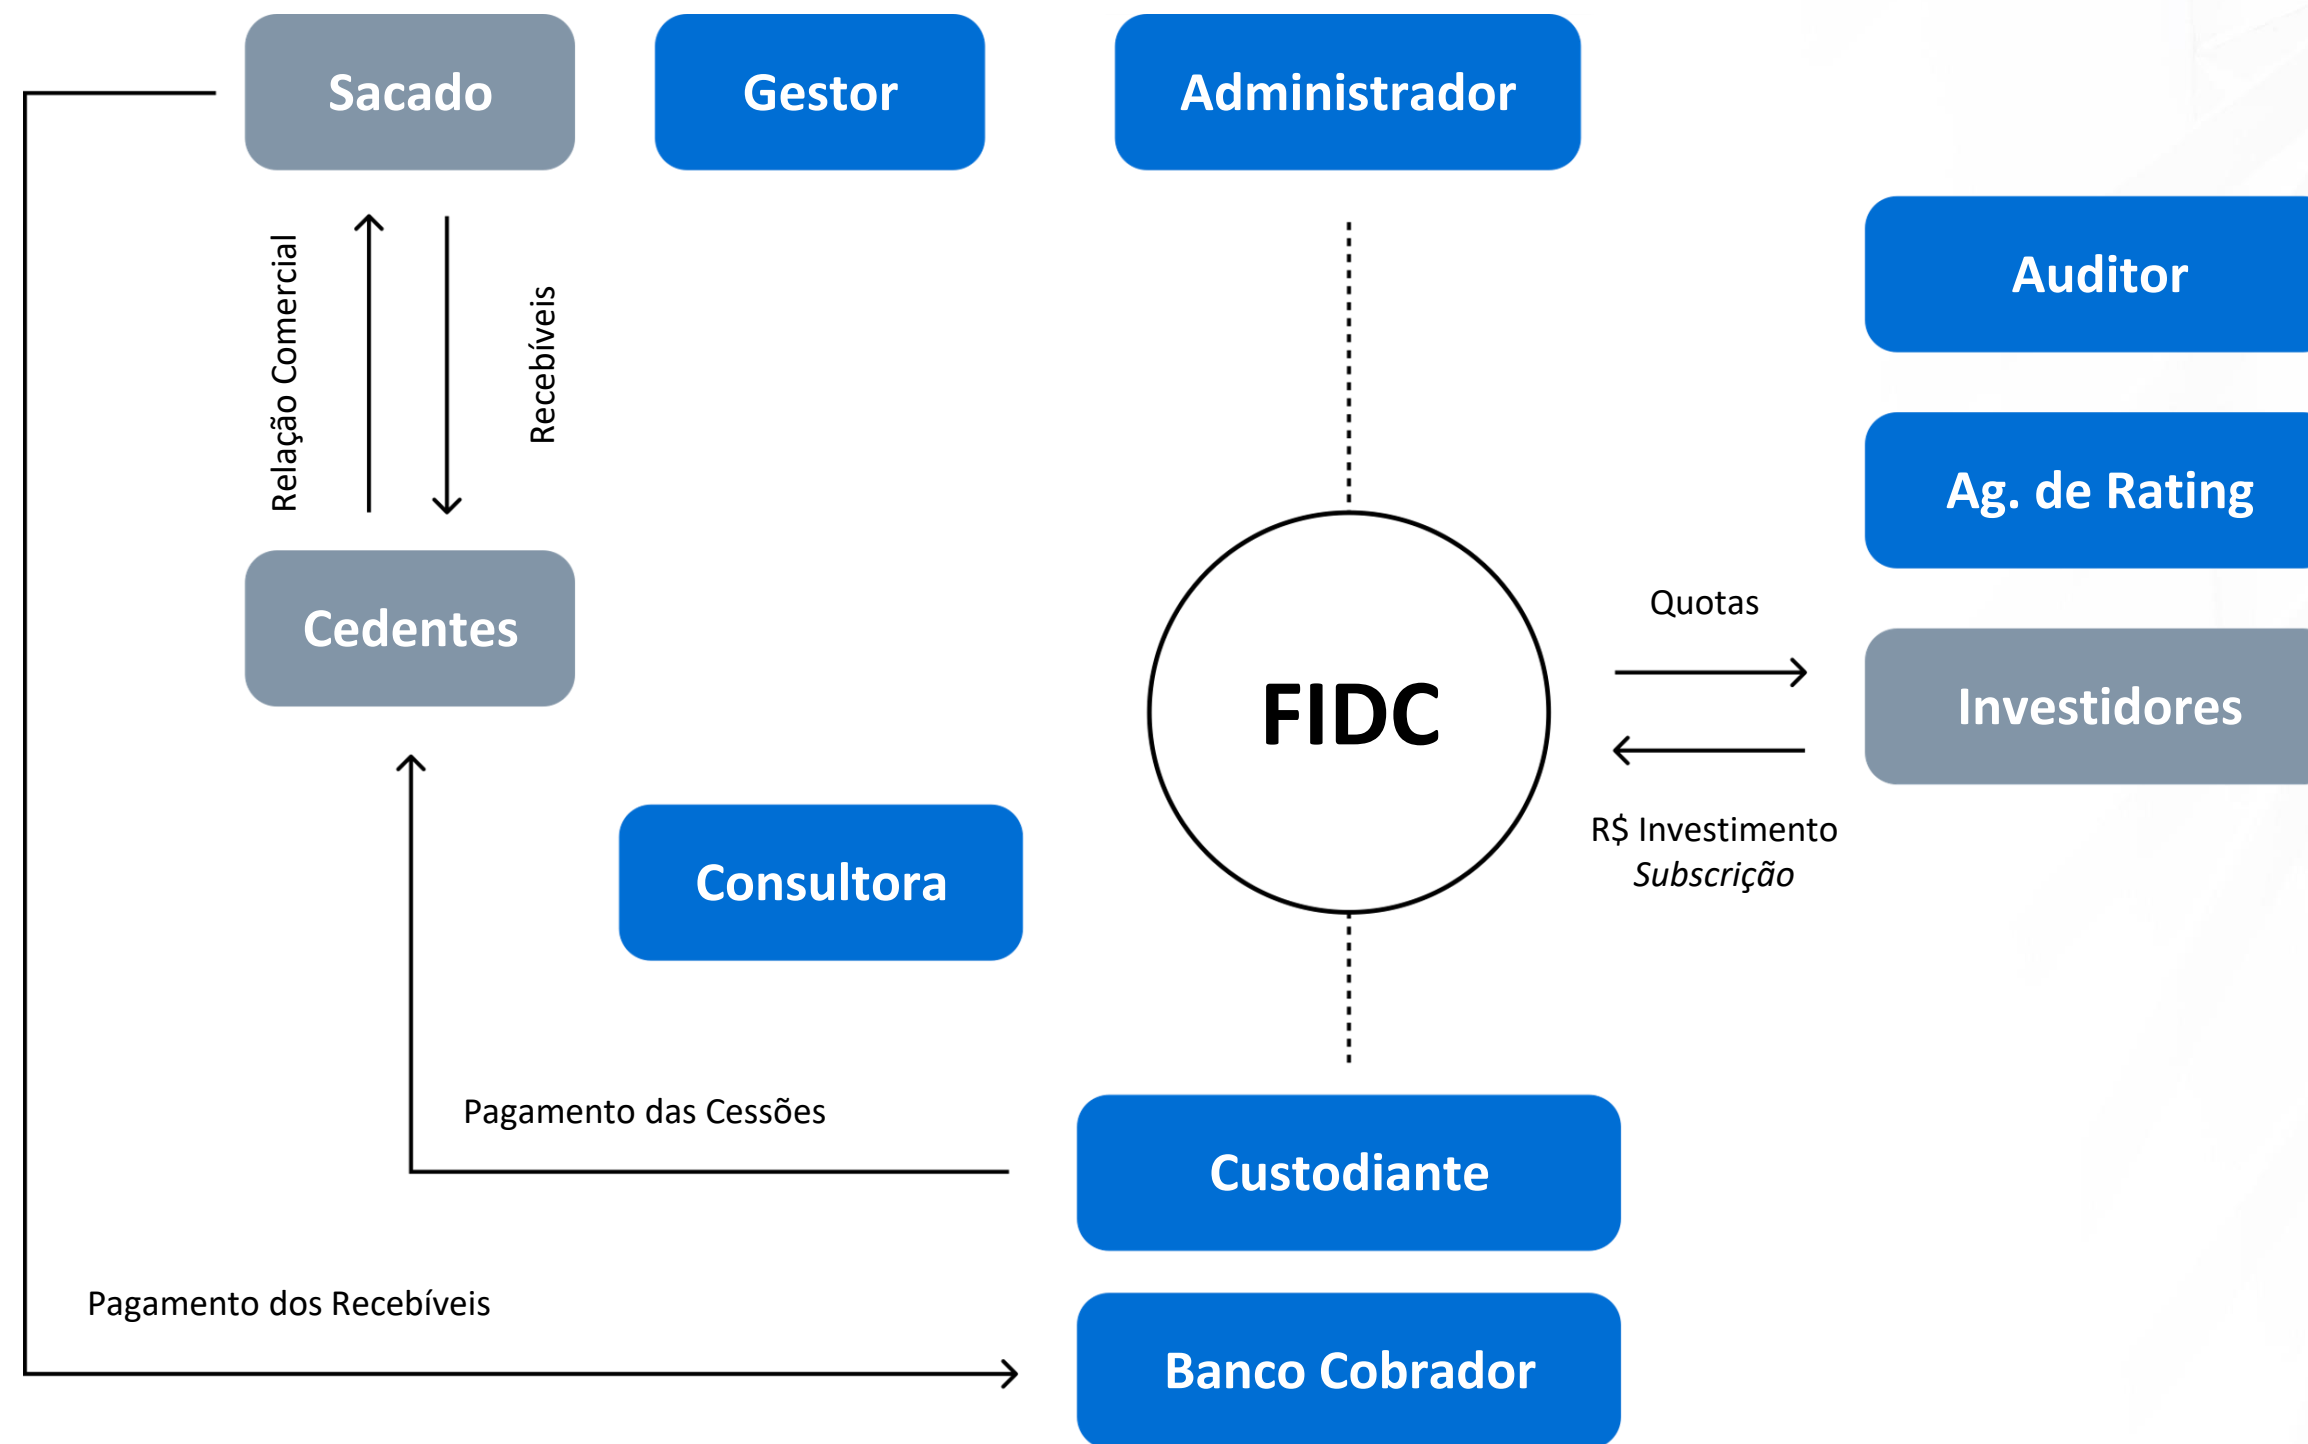 Sacado
Gestor
Administrador
Auditor
Relação Comercial
Recebíveis
Ag. de Rating
Cedentes
Quotas
FIDC
Investidores
R$ Investimento
Subscrição
Consultora
Pagamento das Cessões
Custodiante
Pagamento dos Recebíveis
Banco Cobrador